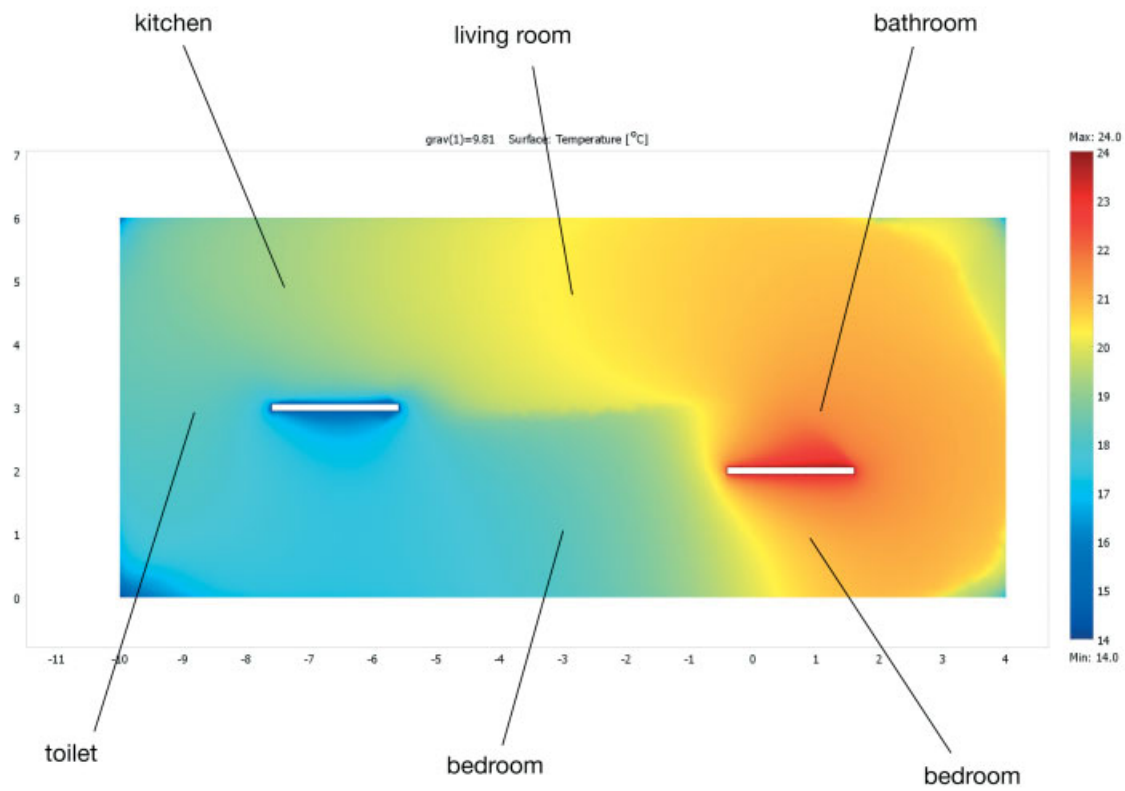 kitchen
living room
bathroom
grav(1)=9.81 Surface: Temperature [°C]
Max: 24.0
7
6
5
4
3
2
1
0
24
23
22
21
20
19
18
17
16
15
14
-11 -10 -9 -8 -7 -6 -5 -4 -3 -2 -1 0 1 2 3 4
Min: 14.0
toilet
bedroom
bedroom